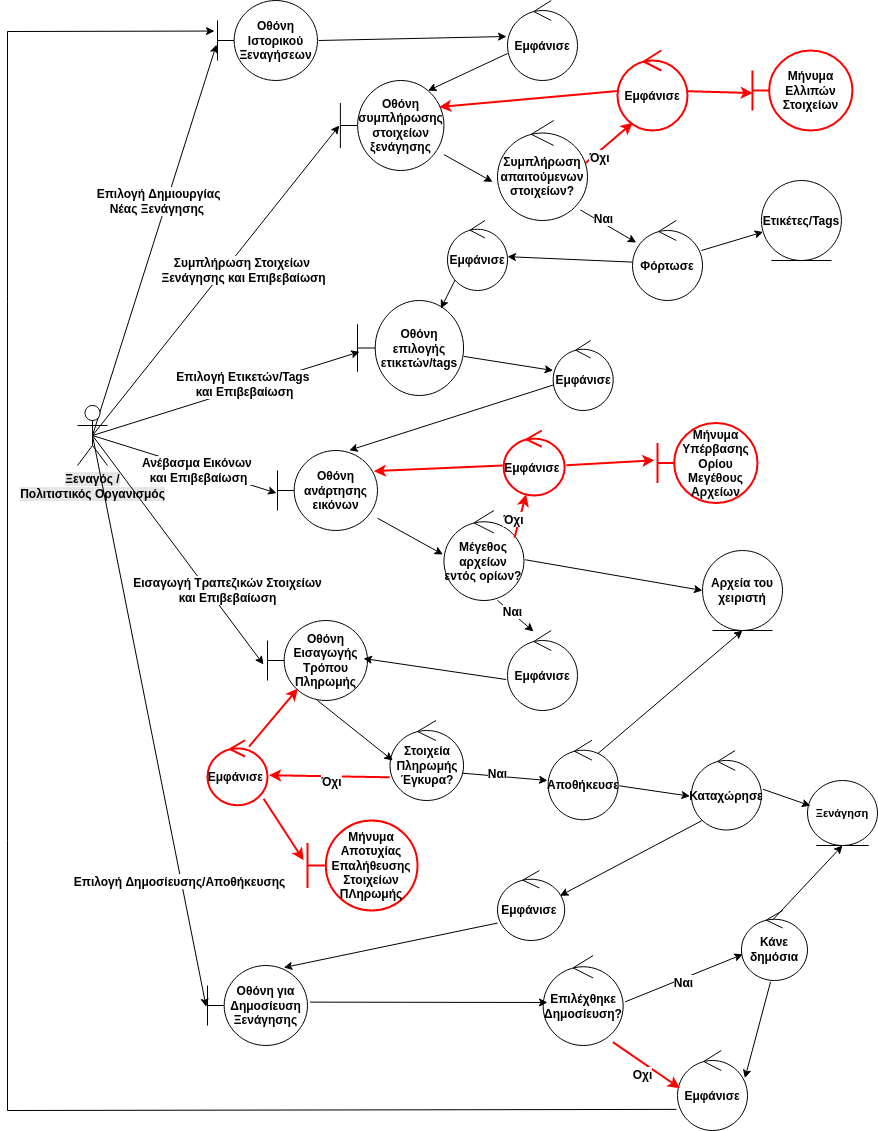 Οθόνη
Ιστορικού
Ξεναγήσεων
Εμφάνισε
Οθόνη
συμπλήρωσης
στοιχείων
ξενάγησης
Εμφάνισε
Μήνυμα
Ελλιπών
Στοιχείων
Συμπλήρωση
απαιτούμενων
στοιχείων?
Όχι
Ναι
Επιλογή Δημιουργίας
Νέας Ξενάγησης
Ετικέτες/Tags
Φόρτωσε
Εμφάνισε
Συμπλήρωση Στοιχείων
Ξενάγησης και Επιβεβαίωση
Οθόνη
επιλογής
ετικετών/tags
Εμφάνισε
Επιλογή Ετικετών/Tags
και Επιβεβαίωση
Ξεναγός /
Πολιτιστικός Οργανισμός
Ανέβασμα Εικόνων
και Επιβεβαίωση
Οθόνη
ανάρτησης
εικόνων
Εμφάνισε
Μήνυμα
Υπέρβασης
Ορίου
Μεγέθους
Αρχείων
Όχι
Μέγεθος
αρχείων
εντός ορίων?
Ναι
Αρχεία του
χειριστή
Εισαγωγή Τραπεζικών Στοιχείων
και Επιβεβαίωση
Οθόνη
Εισαγωγής
Τρόπου
Πληρωμής
Εμφάνισε
Εμφάνισε
Όχι
Στοιχεία
Πληρωμής
Έγκυρα?
Ναι
Αποθήκευσε
Καταχώρησε
Ξενάγηση
Μήνυμα
Αποτυχίας
Επαλήθευσης
Στοιχείων
ΠΛηρωμής
Επιλογή Δημοσίευσης/Αποθήκευσης
Εμφάνισε
Οθόνη για
Δημοσίευση
Ξενάγησης
Επιλέχθηκε
Δημοσίευση?
Ναι
Κάνε
δημόσια
Οχι
Εμφάνισε